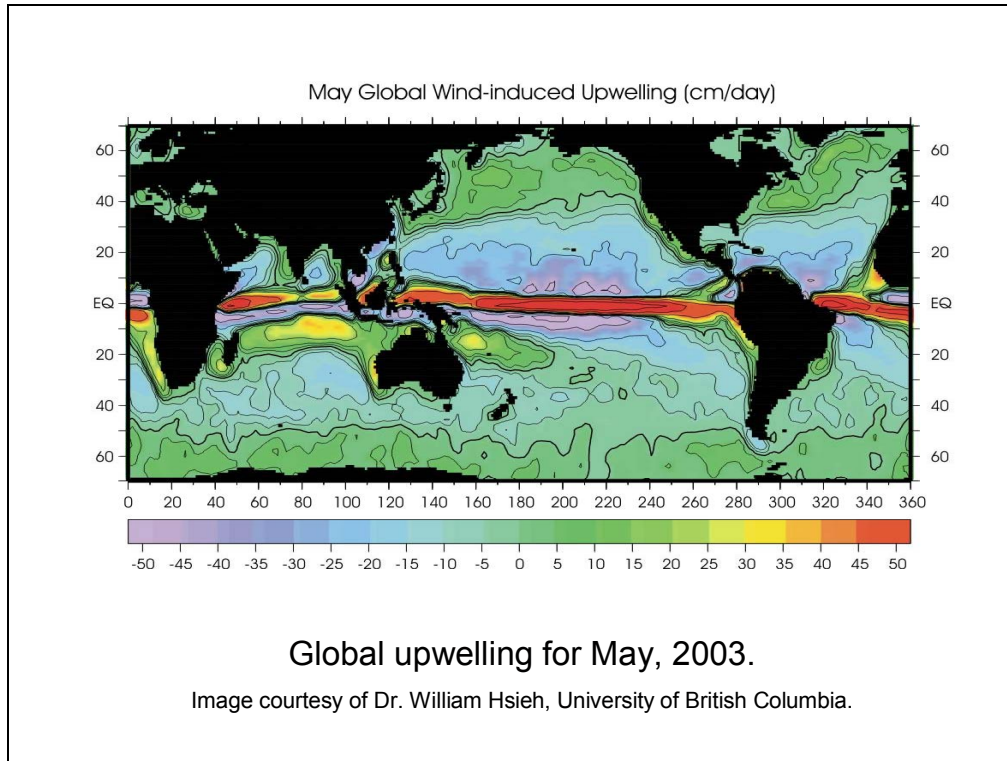 May Global Wind-induced Upwelling (cm/day)
60 60
40 40
20 20
EQ EQ
20 20
40 40
60 60
0 20 40 60 80 100 120 140 160 180 200 220 240 260 280 300 320 340 360
-50 -45 -40 -35 -30 -25 -20 -15 -10 -5 0 5 10 15 20 25 30 35 40 45 50
Global upwelling for May, 2003.
Image courtesy of Dr. William Hsieh, University of British Columbia.